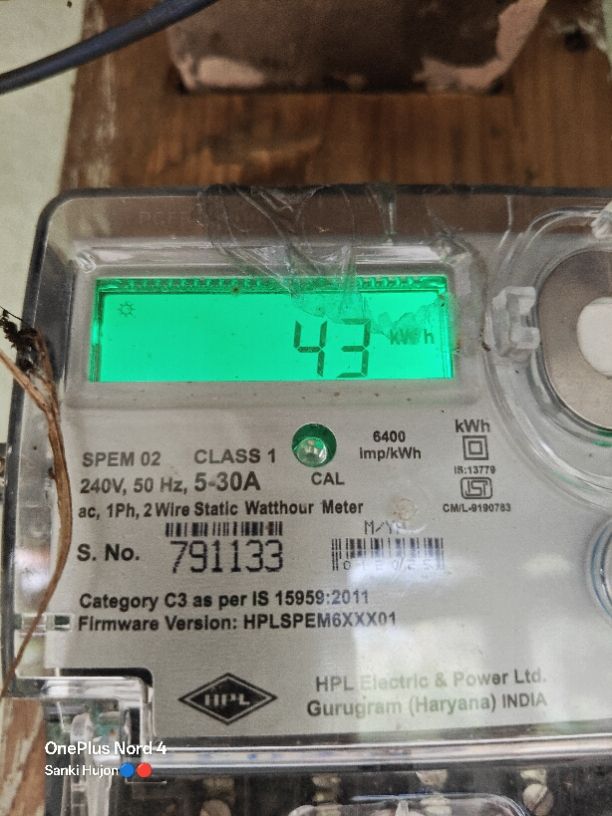 43 kWh
SPEM 02 CLASS 1
6400 imp/kWh
kWh
240V, 50 Hz, 5-30A
CAL
IS:13779
ac, 1Ph, 2 Wire Static Watthour Meter
CM/L-9190783
S. No. 791133
Category C3 as per IS 15959:2011
Firmware Version: HPLSPEM6XXX01
HPL
HPL Electric & Power Ltd.
Gurugram (Haryana) INDIA
OnePlus Nord 4
Sanki Hujon